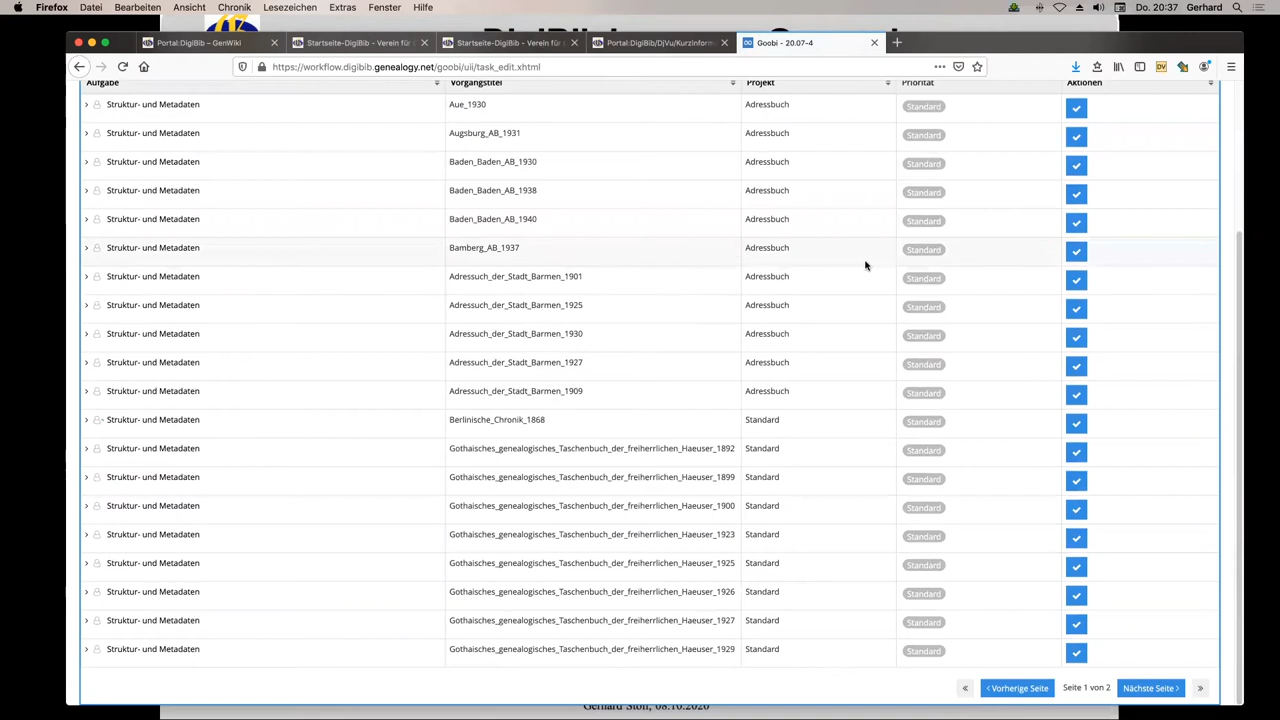 Firefox Datei Bearbeiten Ansicht Chronik Lesezeichen Extras Fenster Hilfe Do. 20:37 Gerhard
Portal:DigiBib – GenWiki Startseite-DigiBib – Verein für Startseite-DigiBib – Verein für Portal:DigiBib/DjVu/Kurzinform Goobi - 20.07-4
https://workflow.digibib.genealogy.net/goobi/uii/task_edit.xhtml DV
Aufgabe Vorgangstitel Projekt Priorität Aktionen
Struktur- und Metadaten Aue_1930 Adressbuch Standard
Struktur- und Metadaten Augsburg_AB_1931 Adressbuch Standard
Struktur- und Metadaten Baden_Baden_AB_1930 Adressbuch Standard
Struktur- und Metadaten Baden_Baden_AB_1938 Adressbuch Standard
Struktur- und Metadaten Baden_Baden_AB_1940 Adressbuch Standard
Struktur- und Metadaten Bamberg_AB_1937 Adressbuch Standard
Struktur- und Metadaten Adressuch_der_Stadt_Barmen_1901 Adressbuch Standard
Struktur- und Metadaten Adressuch_der_Stadt_Barmen_1925 Adressbuch Standard
Struktur- und Metadaten Adressuch_der_Stadt_Barmen_1930 Adressbuch Standard
Struktur- und Metadaten Adressuch_der_Stadt_Barmen_1927 Adressbuch Standard
Struktur- und Metadaten Adressuch_der_Stadt_Barmen_1909 Adressbuch Standard
Struktur- und Metadaten Berlinische_Chronik_1868 Standard Standard
Struktur- und Metadaten Gothaisches_genealogisches_Taschenbuch_der_freiherrlichen_Haeuser_1892 Standard Standard
Struktur- und Metadaten Gothaisches_genealogisches_Taschenbuch_der_freiherrlichen_Haeuser_1899 Standard Standard
Struktur- und Metadaten Gothaisches_genealogisches_Taschenbuch_der_freiherrlichen_Haeuser_1900 Standard Standard
Struktur- und Metadaten Gothaisches_genealogisches_Taschenbuch_der_freiherrlichen_Haeuser_1923 Standard Standard
Struktur- und Metadaten Gothaisches_genealogisches_Taschenbuch_der_freiherrlichen_Haeuser_1925 Standard Standard
Struktur- und Metadaten Gothaisches_genealogisches_Taschenbuch_der_freiherrlichen_Haeuser_1926 Standard Standard
Struktur- und Metadaten Gothaisches_genealogisches_Taschenbuch_der_freiherrlichen_Haeuser_1927 Standard Standard
Struktur- und Metadaten Gothaisches_genealogisches_Taschenbuch_der_freiherrlichen_Haeuser_1929 Standard Standard
« ‹ Vorherige Seite Seite 1 von 2 Nächste Seite › »
Gerhard Stoll, 08.10.2020